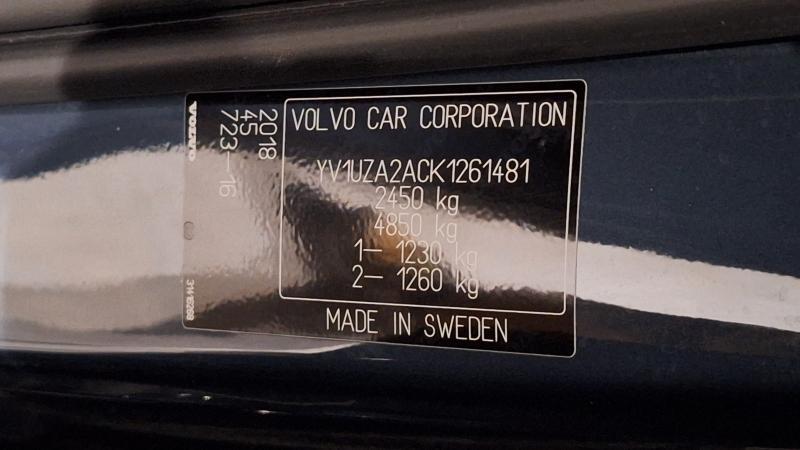 VOLVO CAR CORPORATION
YV1UZA2ACK1261481
2450 kg
4850 kg
1— 1230 kg
2— 1260 kg
MADE IN SWEDEN
VOLVO
2018
45
723—16